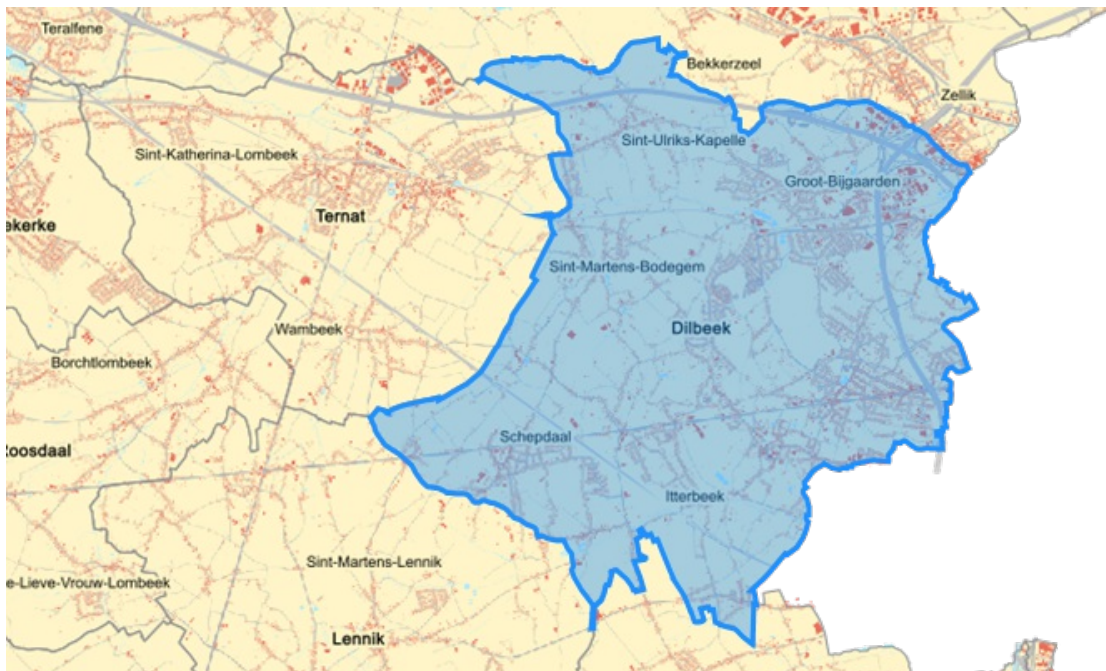 Teralfene
Bekkerzeel
Zellik
Sint-Ulriks-Kapelle
Sint-Katherina-Lombeek
Groot-Bijgaarden
Ternat
ekerke
Sint-Martens-Bodegem
Dilbeek
Wambeek
Borchtlombeek
Schepdaal
Roosdaal
Itterbeek
Sint-Martens-Lennik
e-Lieve-Vrouw-Lombeek
Lennik